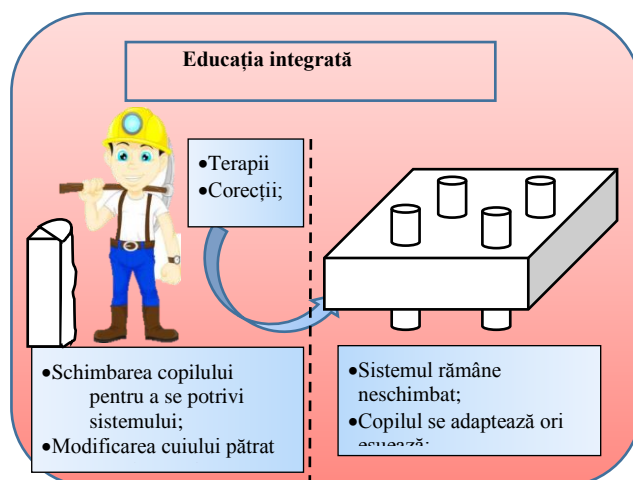 Educația integrată
•Terapii
•Corecții;
•Schimbarea copilului
pentru a se potrivi
sistemului;
•Modificarea cuiului pătrat
•Sistemul rămâne
neschimbat;
•Copilul se adaptează ori
eșuează;